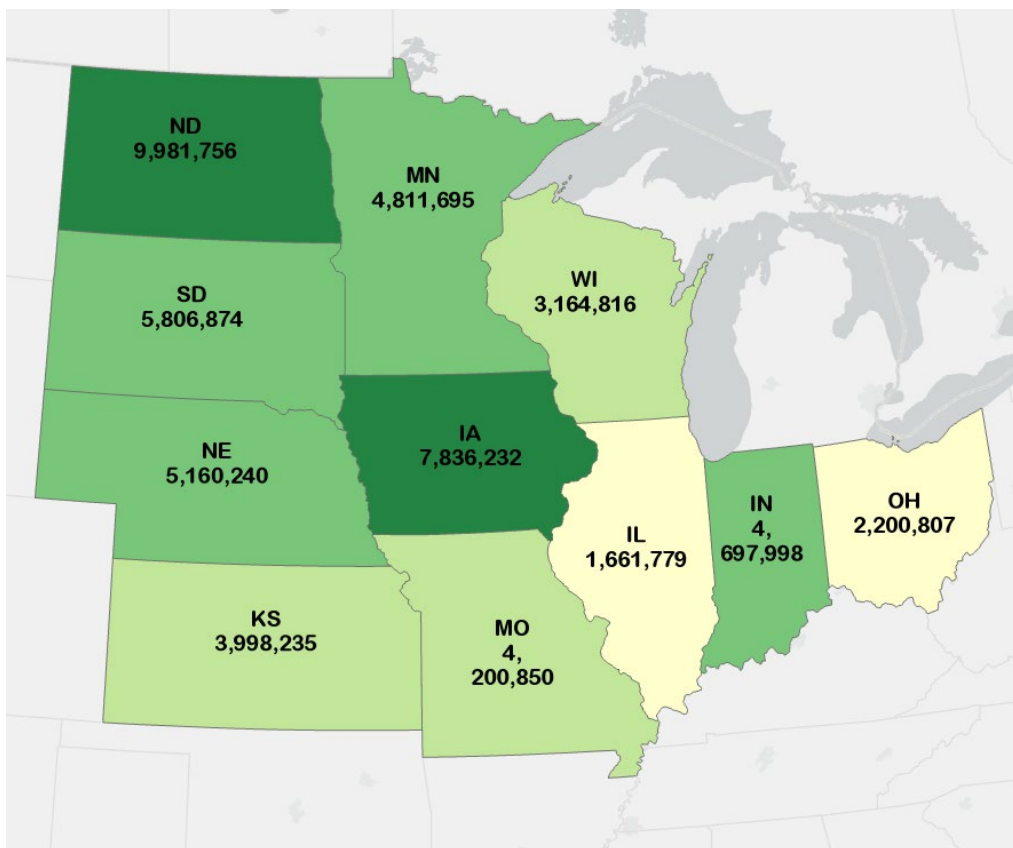 ND
9,981,756
MN
4,811,695
WI
3,164,816
SD
5,806,874
IA
7,836,232
NE
5,160,240
IN
4,
697,998
OH
2,200,807
IL
1,661,779
KS
3,998,235
MO
4,
200,850